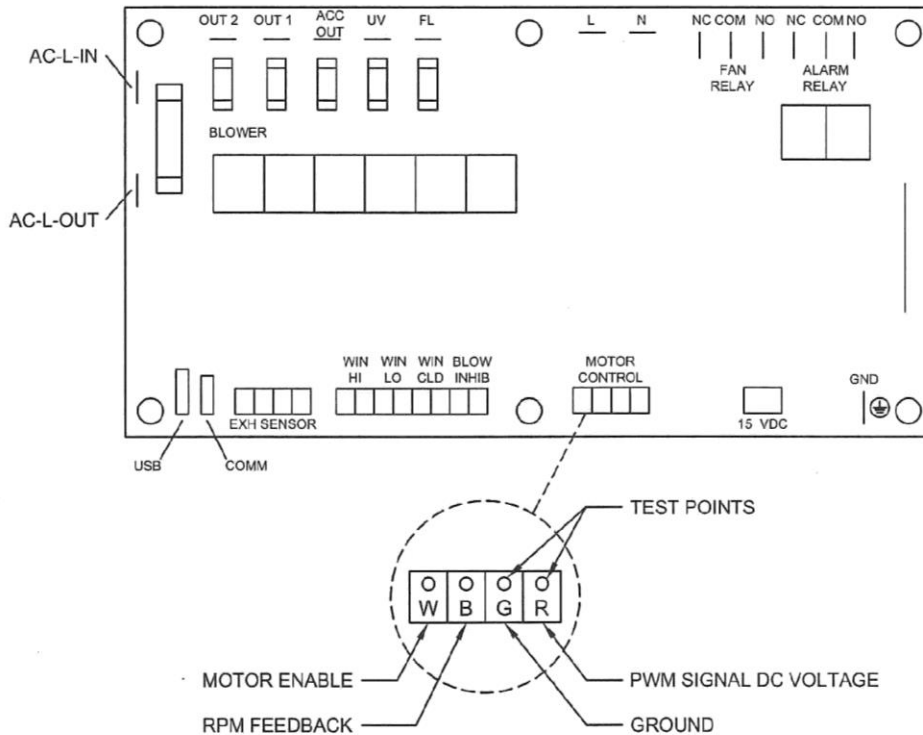 OUT 2 OUT 1 ACC OUT UV FL L N NC COM NO NC COM NO
FAN RELAY ALARM RELAY
AC-L-IN
BLOWER
AC-L-OUT
WIN HI WIN LO WIN CLD BLOW INHIB MOTOR CONTROL GND
EXH SENSOR 15 VDC
USB COMM
TEST POINTS
W B G R
MOTOR ENABLE PWM SIGNAL DC VOLTAGE
RPM FEEDBACK GROUND